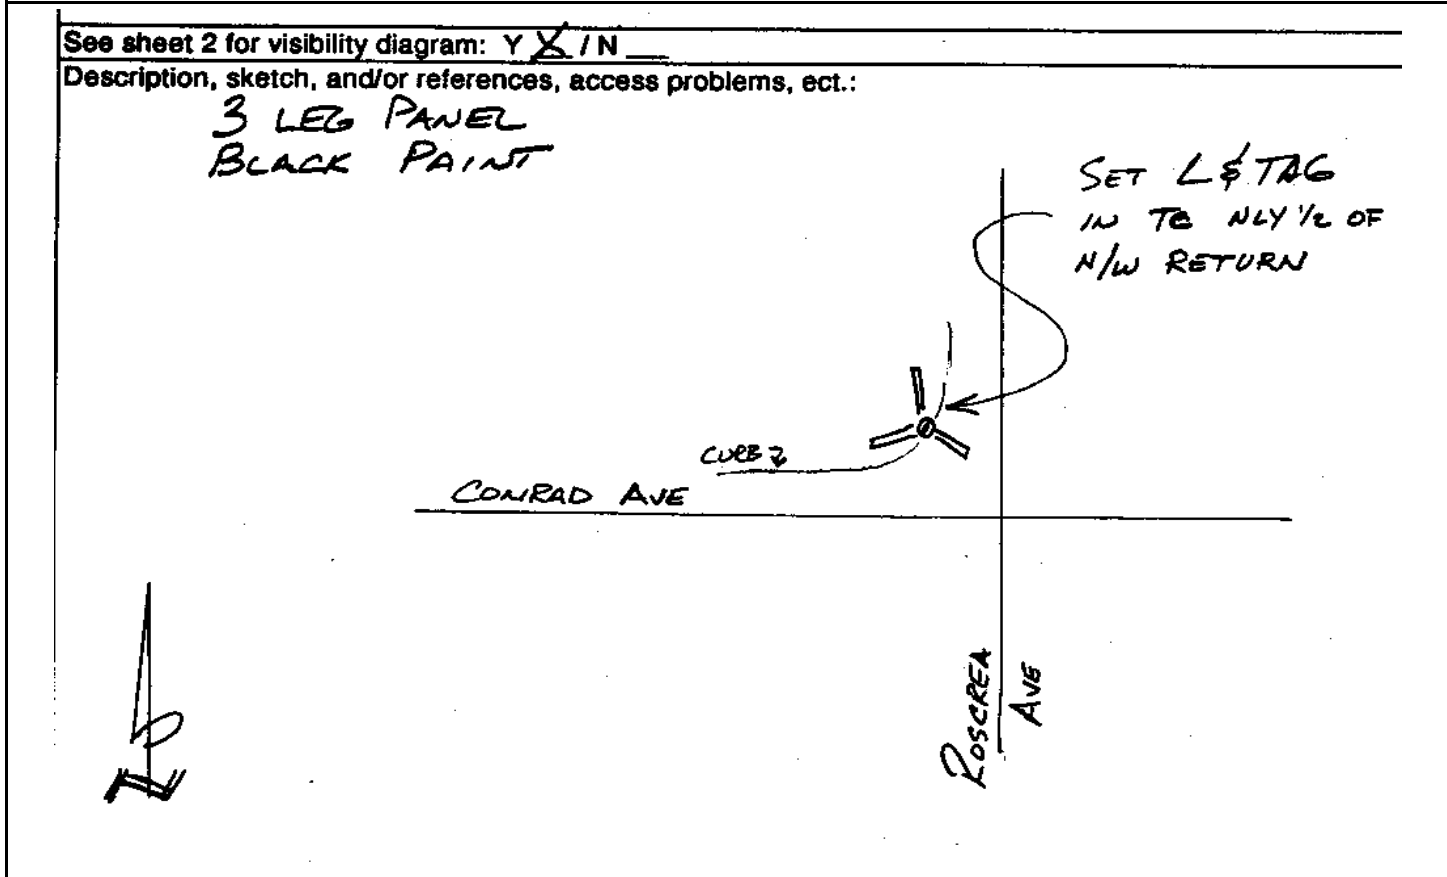 See sheet 2 for visibility diagram: Y X / N __
Description, sketch, and/or references, access problems, ect.:
3 LEG PANEL
BLACK PAINT
SET L & TAG
IN TC NLY 1/2 OF
N/W RETURN
CURB
CONRAD AVE
ROSCREA
AVE
N